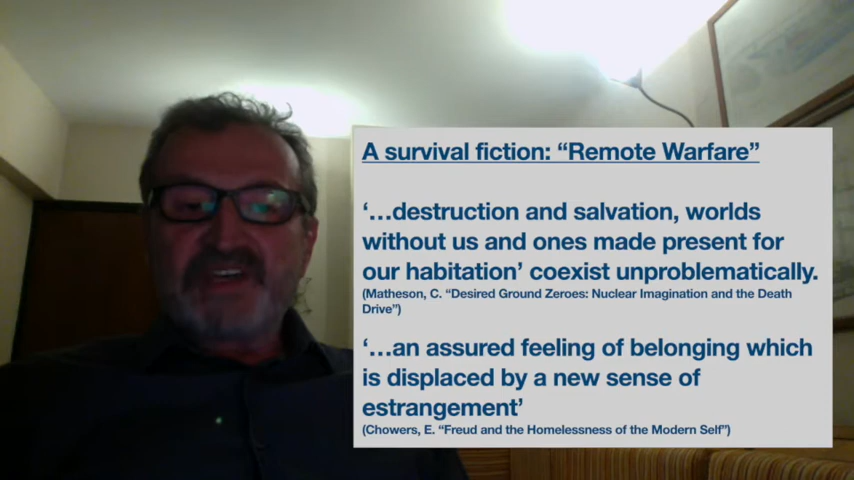 A survival fiction: “Remote Warfare”
‘…destruction and salvation, worlds
without us and ones made present for
our habitation’ coexist unproblematically.
(Matheson, C. “Desired Ground Zeroes: Nuclear Imagination and the Death
Drive”)
‘…an assured feeling of belonging which
is displaced by a new sense of
estrangement’
(Chowers, E. “Freud and the Homelessness of the Modern Self”)